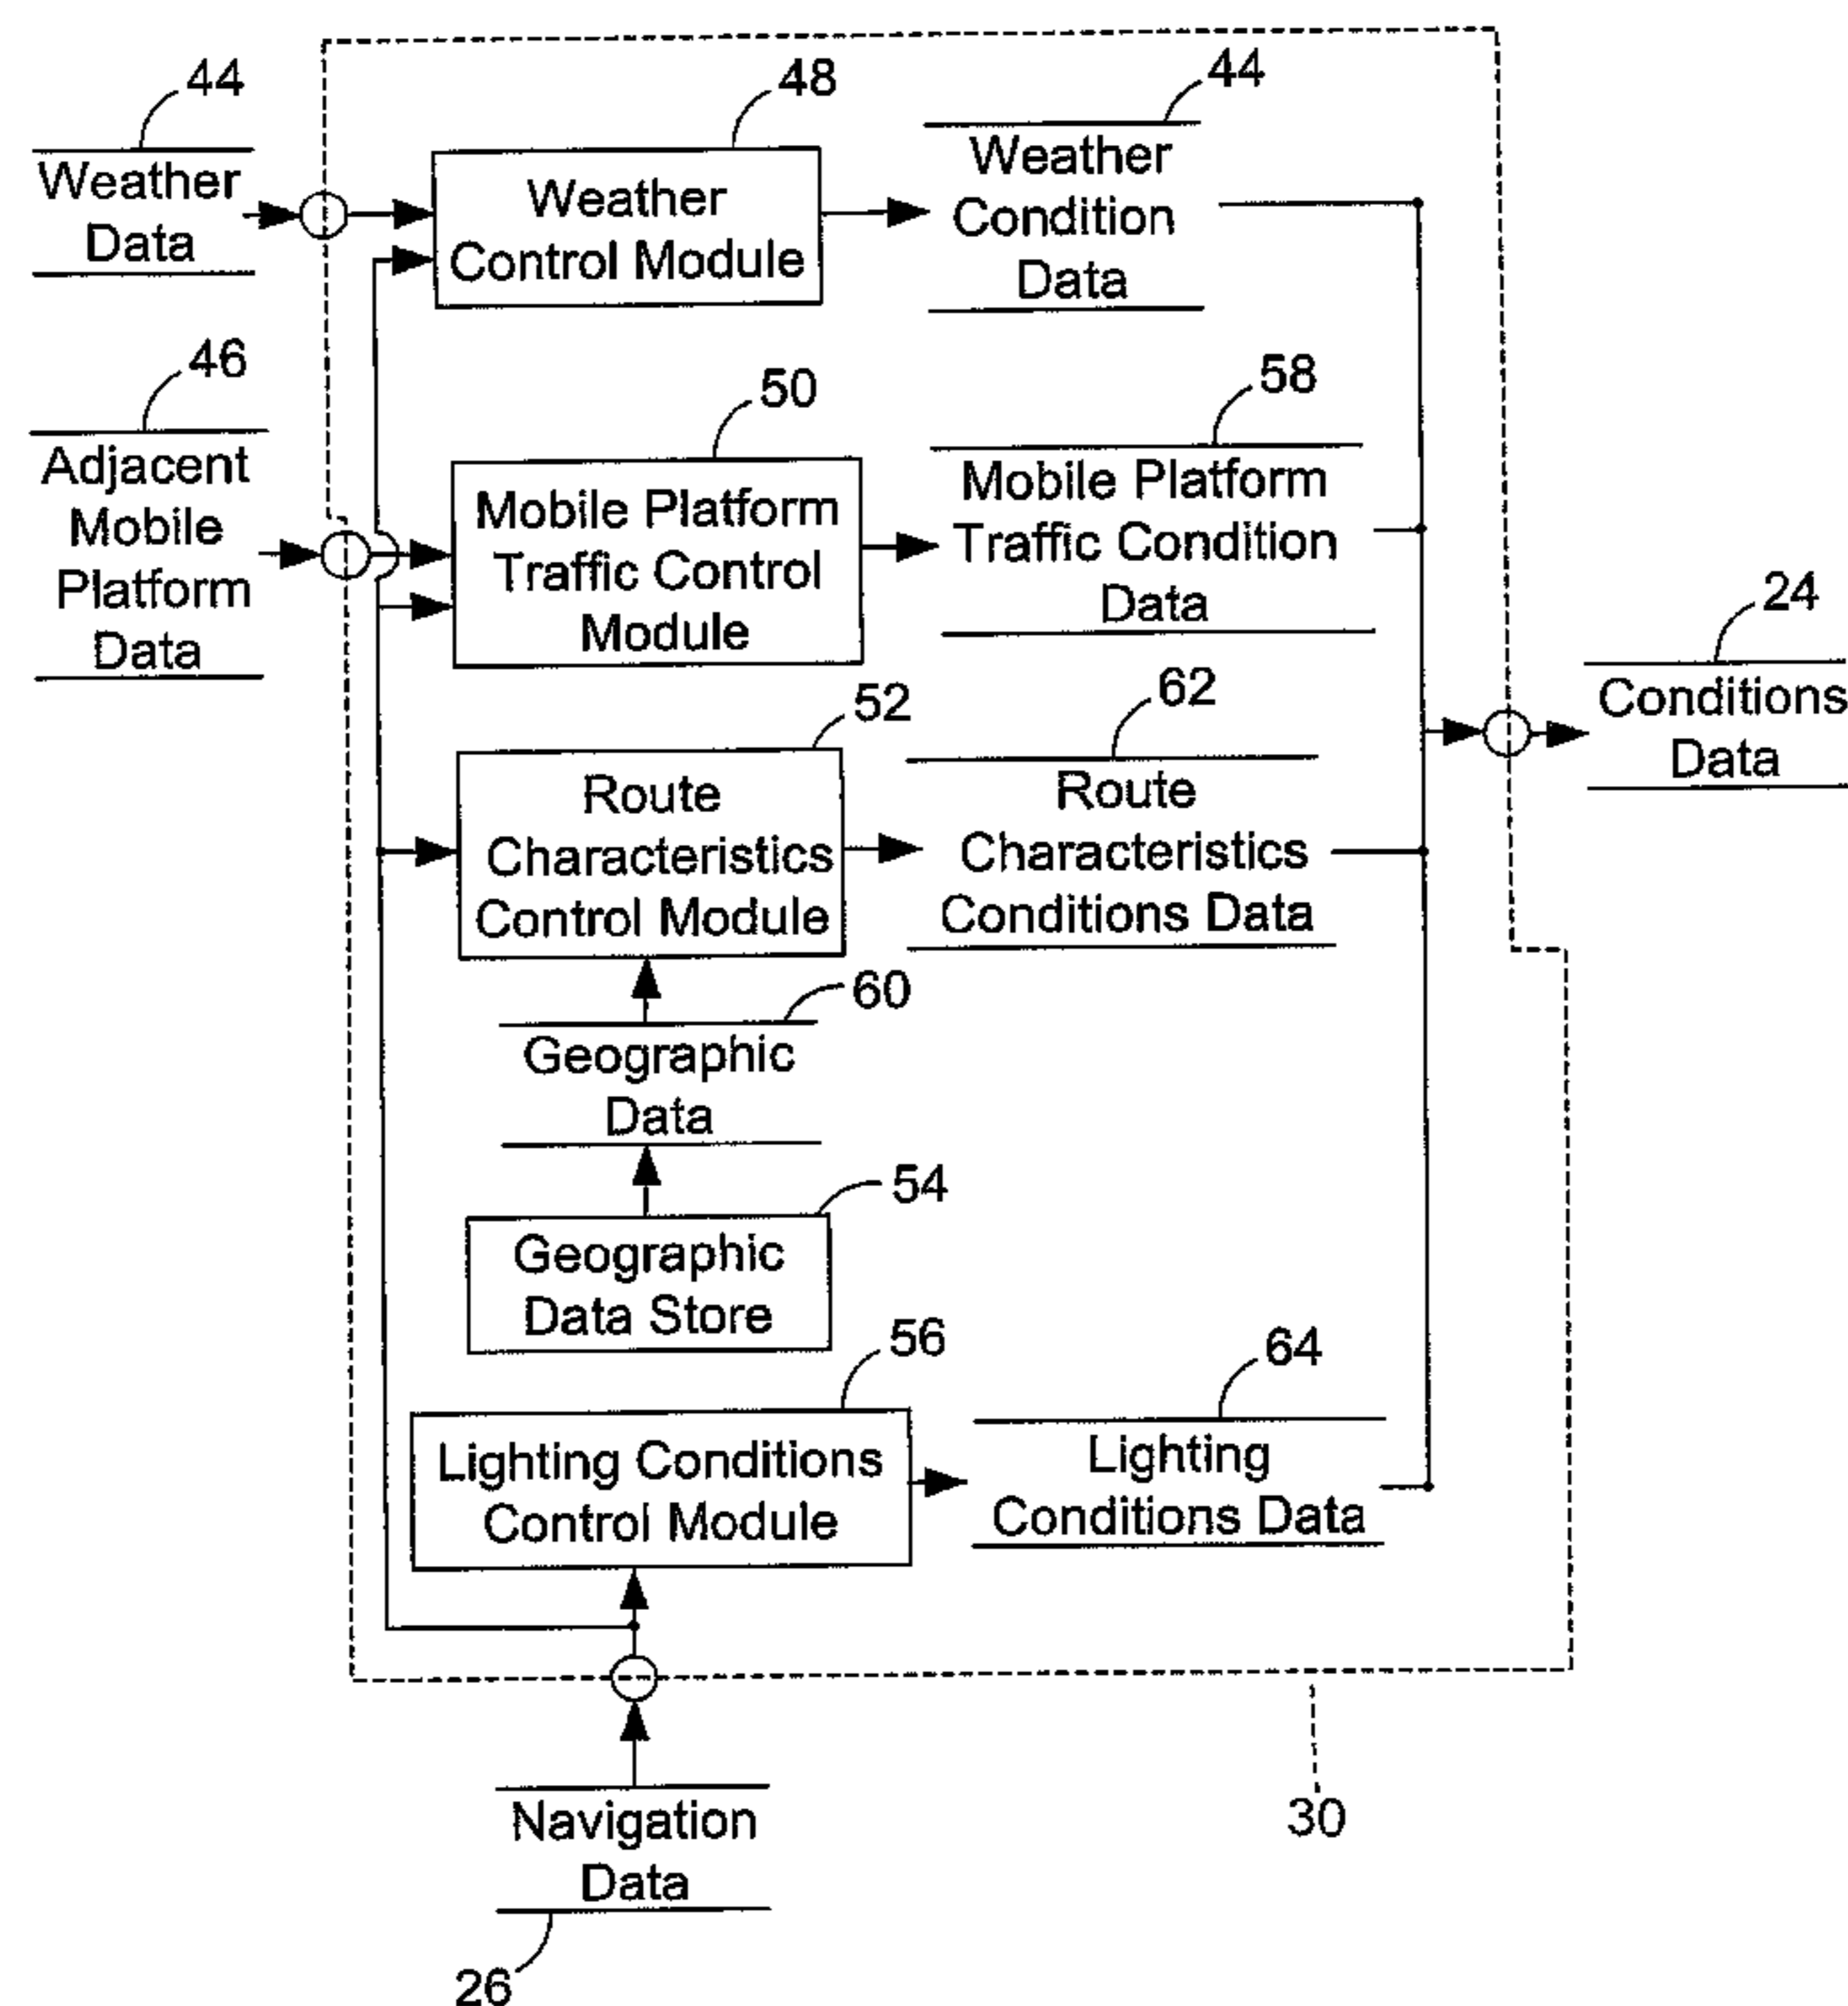 44
Weather
Data
48
Weather
Control Module
44
Weather
Condition
Data
46
Adjacent
Mobile
Platform
Data
50
Mobile Platform
Traffic Control
Module
58
Mobile Platform
Traffic Condition
Data
24
Conditions
Data
52
Route
Characteristics
Control Module
62
Route
Characteristics
Conditions Data
60
Geographic
Data
54
Geographic
Data Store
56
Lighting Conditions
Control Module
64
Lighting
Conditions Data
30
Navigation
Data
26